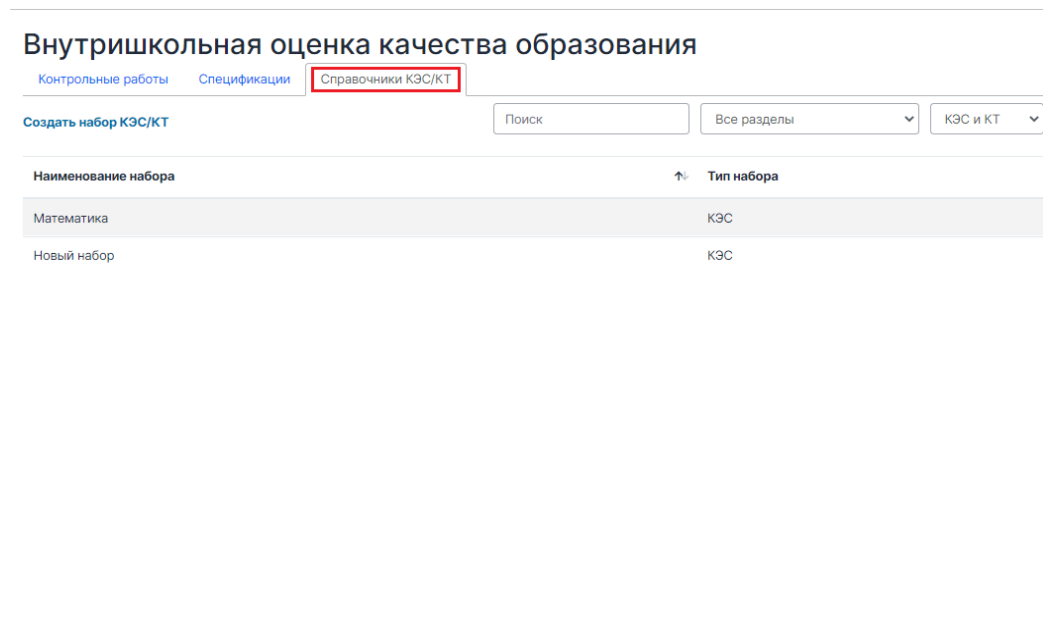 Внутришкольная оценка качества образования
Контрольные работы Спецификации Справочники КЭС/КТ
Создать набор КЭС/КТ Поиск Все разделы КЭС и КТ
Наименование набора Тип набора
Математика КЭС
Новый набор КЭС